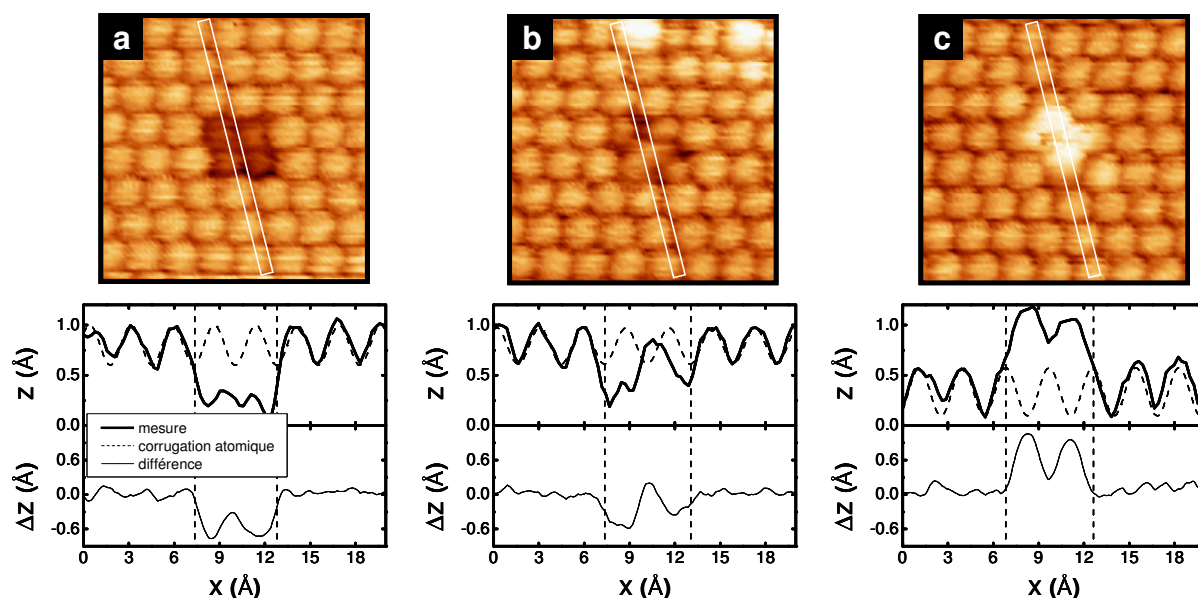 a
b
c
1.0
0.5
0.0
Z (Å)
mesure
corrugation atomique
différence
0.6
0.0
-0.6
ΔZ (Å)
0 3 6 9 12 15 18
X (Å)
1.0
0.5
0.0
Z (Å)
0.6
0.0
-0.6
ΔZ (Å)
0 3 6 9 12 15 18
X (Å)
1.0
0.5
0.0
Z (Å)
0.6
0.0
-0.6
ΔZ (Å)
0 3 6 9 12 15 18
X (Å)